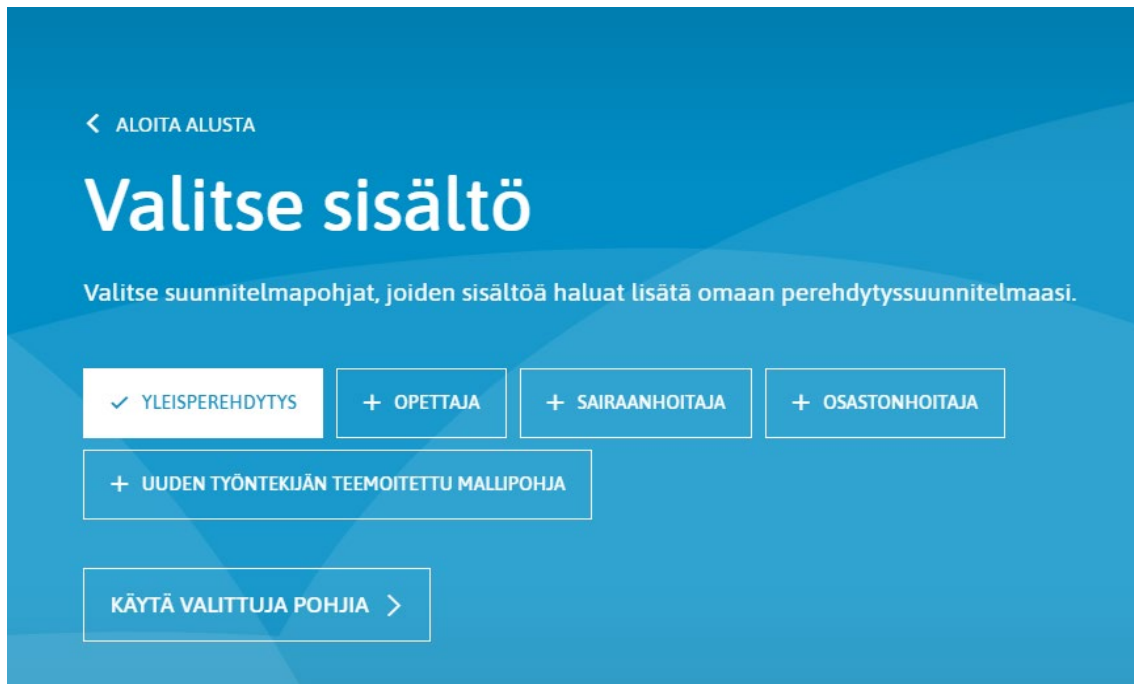 ALOITA ALUSTA
Valitse sisältö
Valitse suunnitelmapohjat, joiden sisältöä haluat lisätä omaan perehdytyssuunnitelmaasi.
YLEISPEREHDYTYS + OPETTAJA + SAIRAANHOITAJA + OSASTONHOITAJA
+ UUDEN TYÖNTEKIJÄN TEEMOITETTU MALLIPOHJA
KÄYTÄ VALITTUJA POHJIA